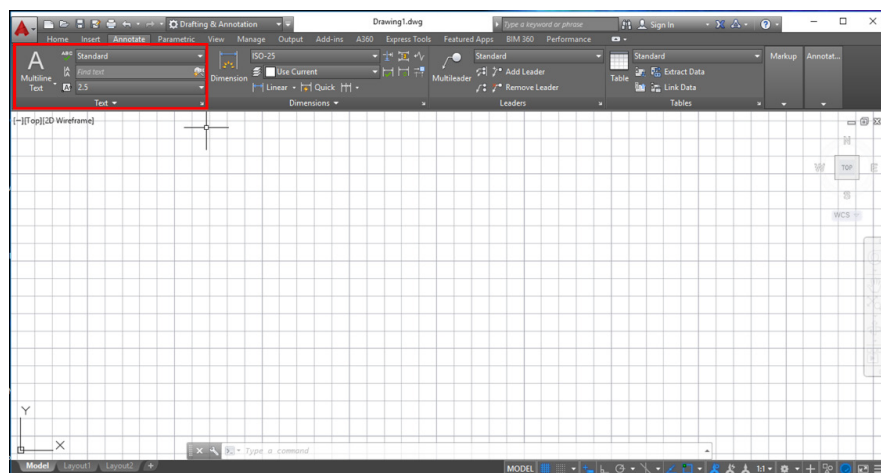 Drafting & Annotation Drawing1.dwg Type a keyword or phrase Sign In
Home Insert Annotate Parametric View Manage Output Add-ins A360 Express Tools Featured Apps BIM 360 Performance
A Multiline Text
ABC Standard
Find text
2.5
Text
Dimension
ISO-25
Use Current
Linear Quick
Dimensions
Multileader
Standard
Add Leader
Remove Leader
Leaders
Table
Standard
Extract Data
Link Data
Tables
Markup Annotat...
[−][Top][2D Wireframe]
N
W TOP E
S
WCS
Y
X
Type a command
Model Layout1 Layout2 +
MODEL 1:1